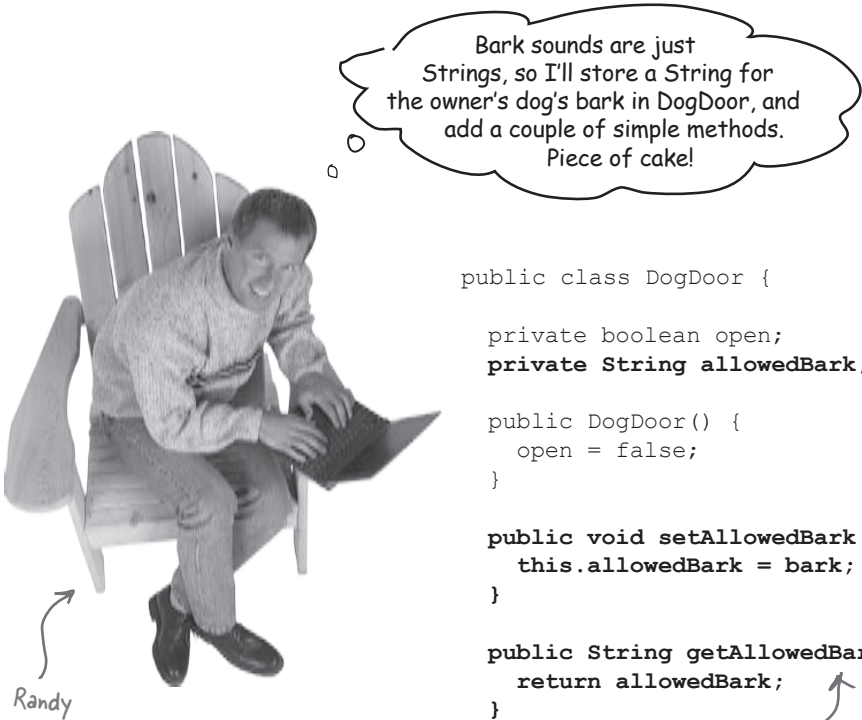 Bark sounds are just
Strings, so I'll store a String for
the owner's dog's bark in DogDoor, and
add a couple of simple methods.
Piece of cake!
public class DogDoor {
private boolean open;
private String allowedBark
public DogDoor() {
open = false;
}
public void setAllowedBark
this.allowedBark = bark;
}
public String getAllowedBar
return allowedBark;
}
Randy